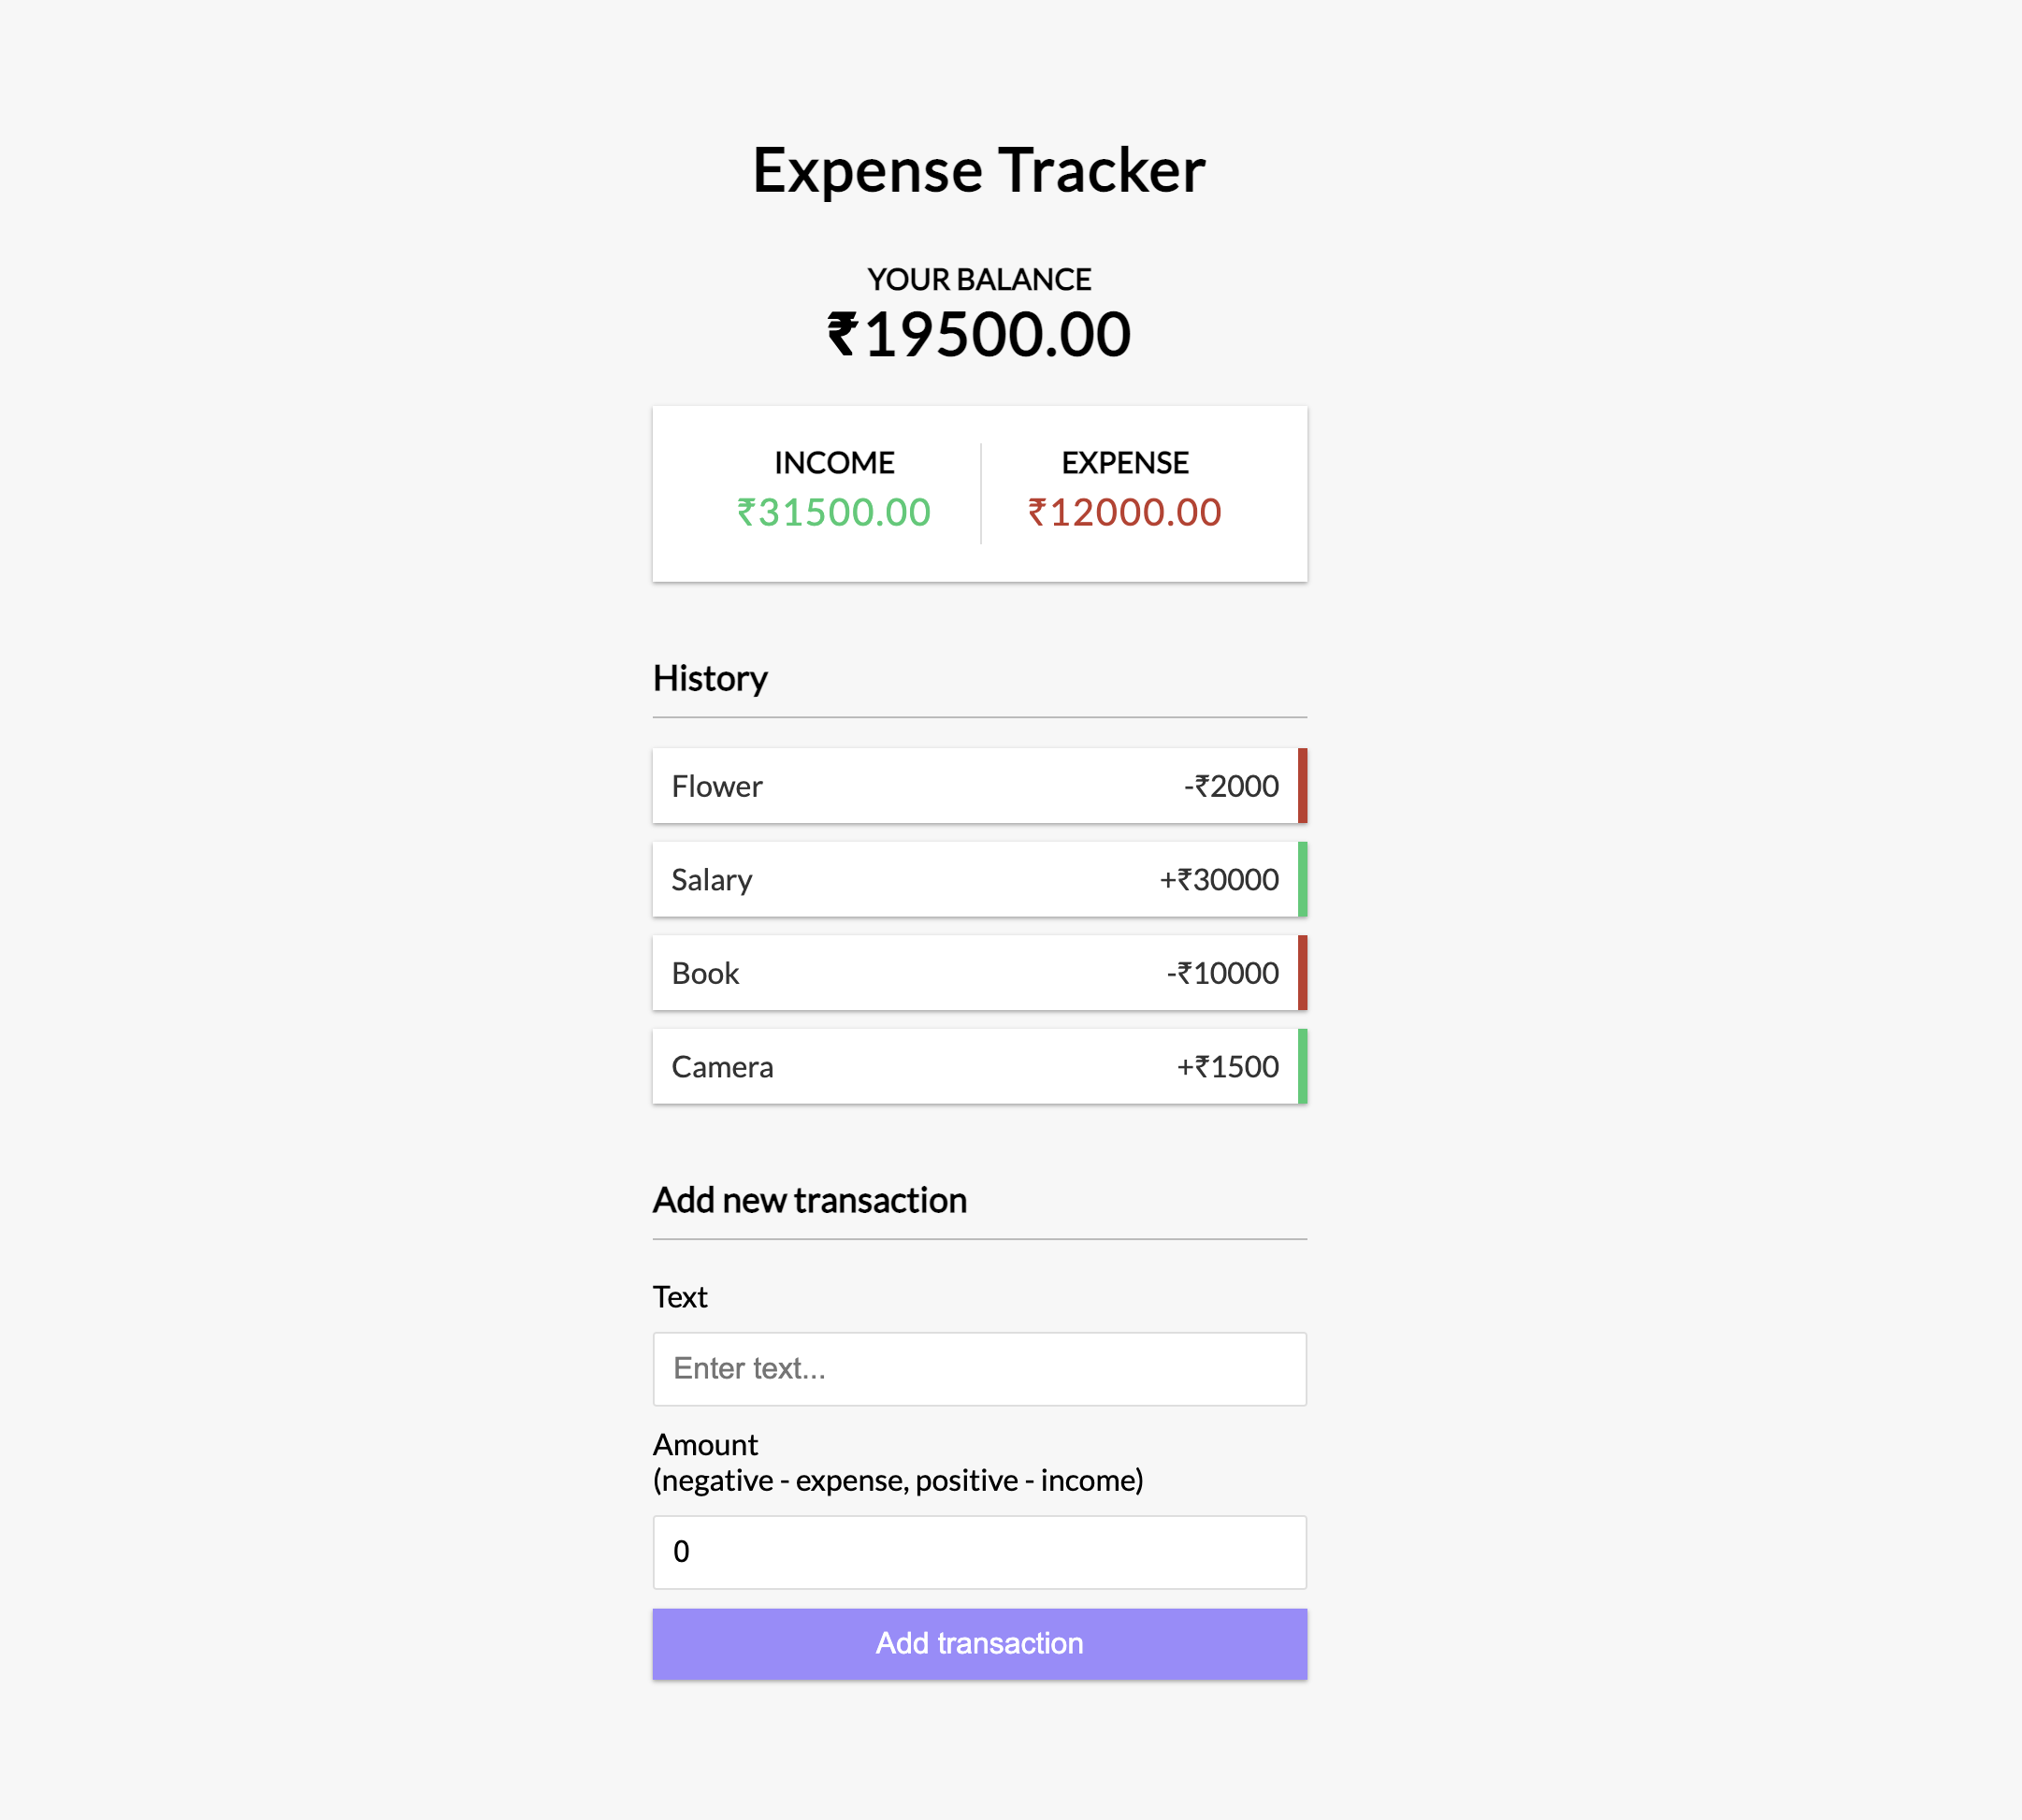 Expense Tracker
YOUR BALANCE
₹19500.00
INCOME
₹31500.00
EXPENSE
₹12000.00
History
Flower -₹2000
Salary +₹30000
Book -₹10000
Camera +₹1500
Add new transaction
Text
Enter text...
Amount
(negative - expense, positive - income)
0
Add transaction